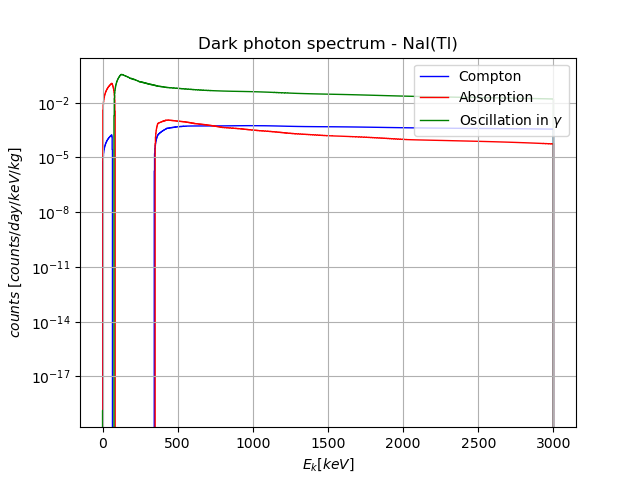 Dark photon spectrum - NaI(Tl)
Compton
Absorption
Oscillation in γ
10⁻²
10⁻⁵
10⁻⁸
10⁻¹¹
10⁻¹⁴
10⁻¹⁷
counts [counts/day/keV/kg]
0 500 1000 1500 2000 2500 3000
Eₖ[keV]